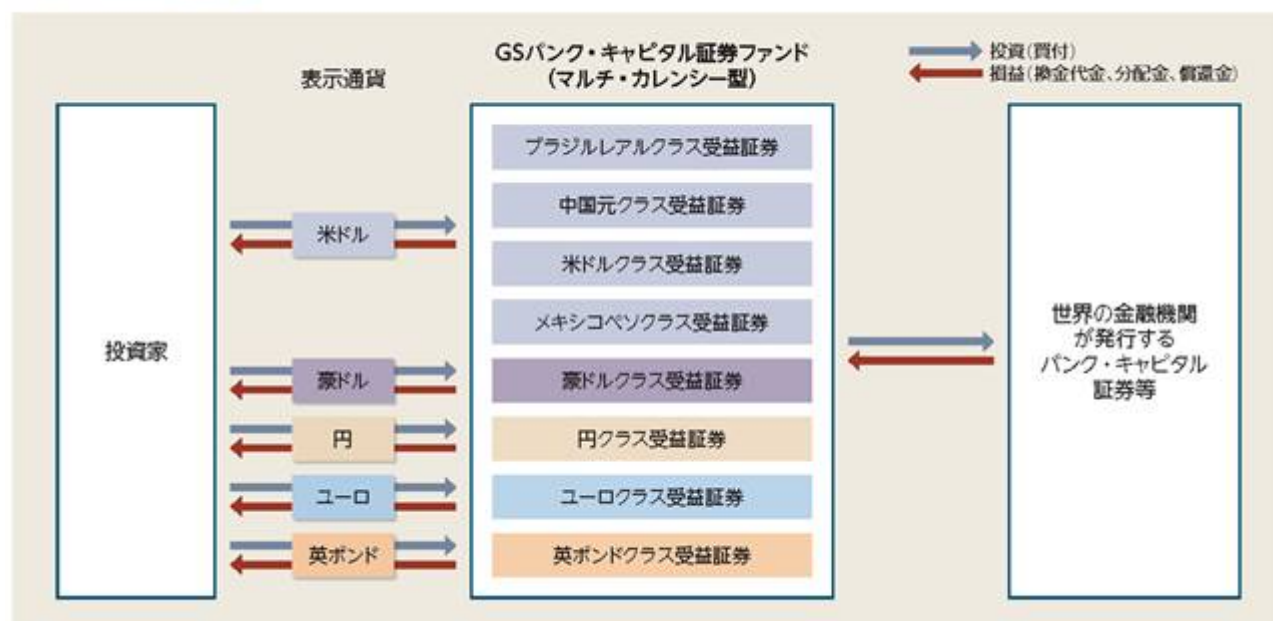 表示通貨
GSバンク・キャピタル証券ファンド
(マルチ・カレンシー型)
投資(買付)
損益(換金代金、分配金、償還金)
投資家
米ドル
豪ドル
円
ユーロ
英ポンド
ブラジルレアルクラス受益証券
中国元クラス受益証券
米ドルクラス受益証券
メキシコペソクラス受益証券
豪ドルクラス受益証券
円クラス受益証券
ユーロクラス受益証券
英ポンドクラス受益証券
世界の金融機関
が発行する
バンク・キャピタル
証券等